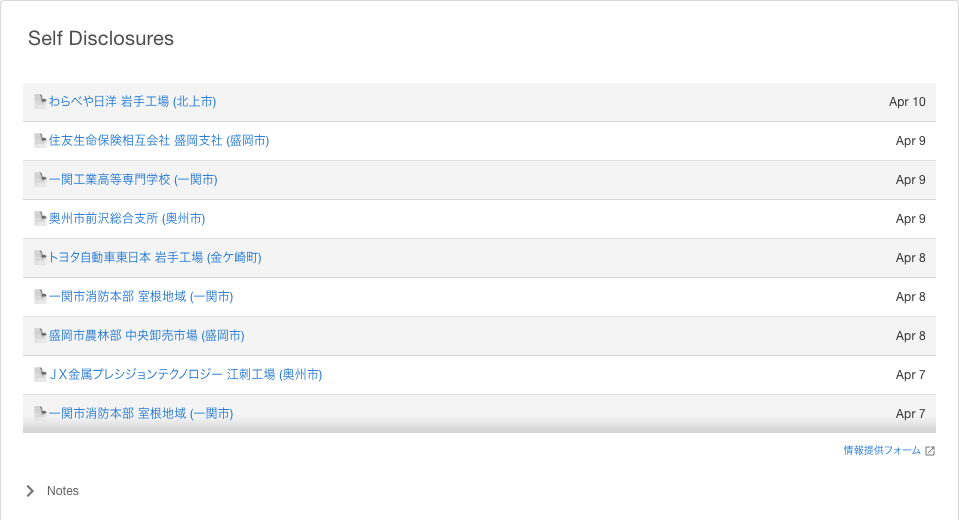 Self Disclosures
わらべや日洋 岩手工場 (北上市) Apr 10
住友生命保険相互会社 盛岡支社 (盛岡市) Apr 9
一関工業高等専門学校 (一関市) Apr 9
奥州市前沢総合支所 (奥州市) Apr 9
トヨタ自動車東日本 岩手工場 (金ケ崎町) Apr 8
一関市消防本部 室根地域 (一関市) Apr 8
盛岡市農林部 中央卸売市場 (盛岡市) Apr 8
ＪＸ金属プレシジョンテクノロジー 江刺工場 (奥州市) Apr 7
一関市消防本部 室根地域 (一関市) Apr 7
情報提供フォーム
Notes